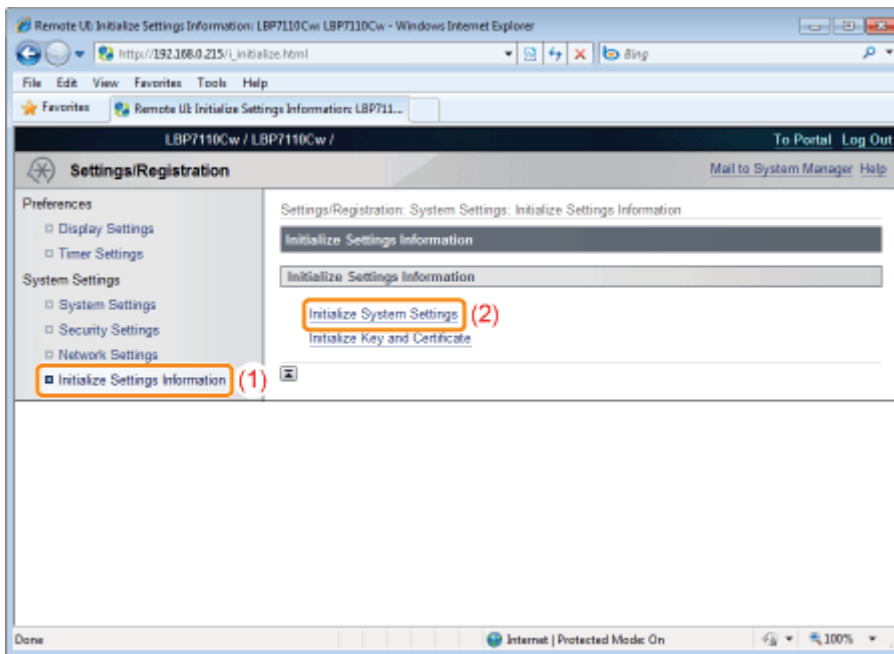 Remote UI: Initialize Settings Information: LBP7110Cw: LBP7110Cw - Windows Internet Explorer
http://192.168.0.215/i_initialize.html
Bing
File Edit View Favorites Tools Help
Favorites Remote UI: Initialize Settings Information: LBP711...
LBP7110Cw / LBP7110Cw / To Portal Log Out
Settings/Registration Mail to System Manager Help
Preferences
Display Settings
Timer Settings
System Settings
System Settings
Security Settings
Network Settings
Initialize Settings Information (1)
Settings/Registration: System Settings: Initialize Settings Information
Initialize Settings Information
Initialize Settings Information
Initialize System Settings (2)
Initialize Key and Certificate
Done Internet | Protected Mode: On 100%